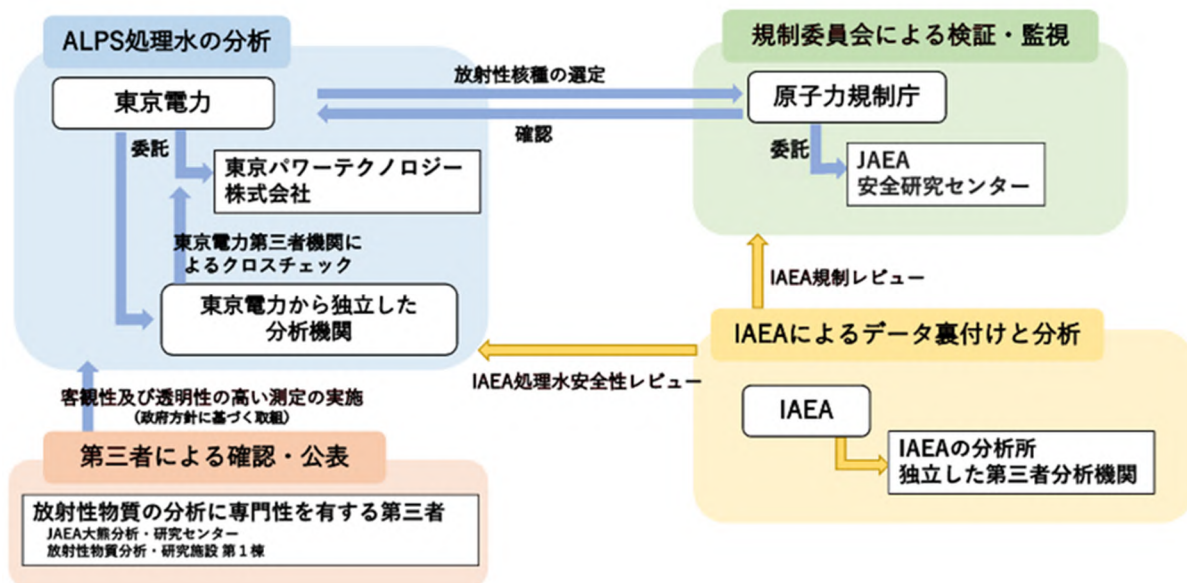 ALPS処理水の分析
東京電力
委託
東京パワーテクノロジー
株式会社
東京電力第三者機関に
よるクロスチェック
東京電力から独立した
分析機関
放射性核種の選定
確認
規制委員会による検証・監視
原子力規制庁
委託
JAEA
安全研究センター
IAEA規制レビュー
IAEAによるデータ裏付けと分析
IAEA処理水安全性レビュー
IAEA
IAEAの分析所
独立した第三者分析機関
客観性及び透明性の高い測定の実施
(政府方針に基づく取組)
第三者による確認・公表
放射性物質の分析に専門性を有する第三者
JAEA大熊分析・研究センター
放射性物質分析・研究施設 第1棟